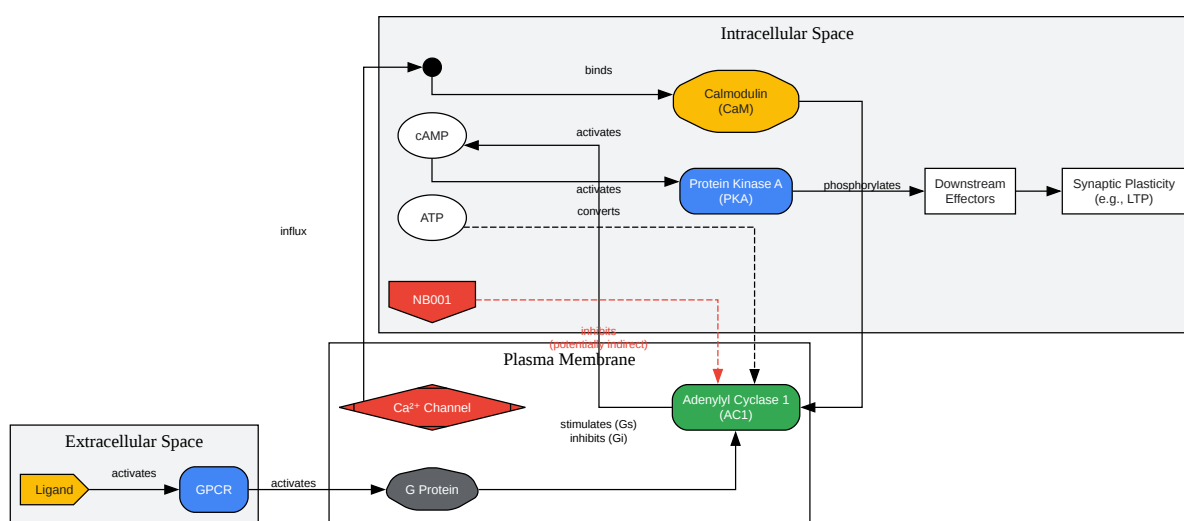 Intracellular Space
binds
Calmodulin
(CaM)
cAMP
activates
Protein Kinase A
(PKA)
activates
phosphorylates
Downstream
Effectors
Synaptic Plasticity
(e.g., LTP)
ATP
converts
influx
NB001
inhibits
(potentially indirect)
Plasma Membrane
Ca²⁺ Channel
Adenylyl Cyclase 1
(AC1)
stimulates (Gs)
inhibits (Gi)
Extracellular Space
Ligand
activates
GPCR
activates
G Protein